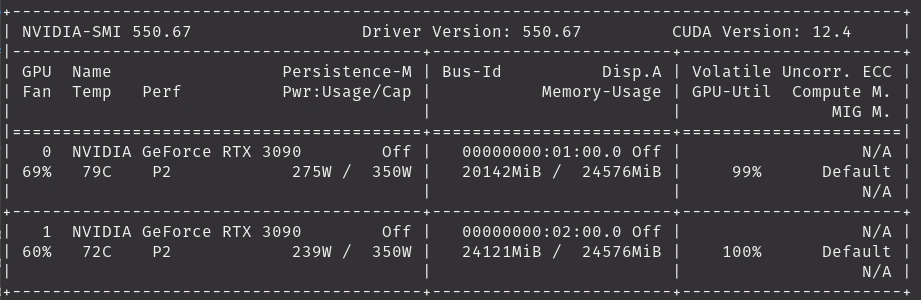 +-----------------------------------------------------------------------------------------+
| NVIDIA-SMI 550.67                 Driver Version: 550.67         CUDA Version: 12.4     |
|-----------------------------------------+------------------------+----------------------+
| GPU  Name                 Persistence-M | Bus-Id          Disp.A | Volatile Uncorr. ECC |
| Fan  Temp   Perf          Pwr:Usage/Cap |           Memory-Usage | GPU-Util  Compute M. |
|                                         |                        |               MIG M. |
|=========================================+========================+======================|
|   0  NVIDIA GeForce RTX 3090        Off |   00000000:01:00.0 Off |                  N/A |
| 69%   79C    P2             275W /  350W |   20142MiB /  24576MiB |     99%      Default |
|                                         |                        |                  N/A |
+-----------------------------------------+------------------------+----------------------+
|   1  NVIDIA GeForce RTX 3090        Off |   00000000:02:00.0 Off |                  N/A |
| 60%   72C    P2             239W /  350W |   24121MiB /  24576MiB |    100%      Default |
|                                         |                        |                  N/A |
+-----------------------------------------+------------------------+----------------------+